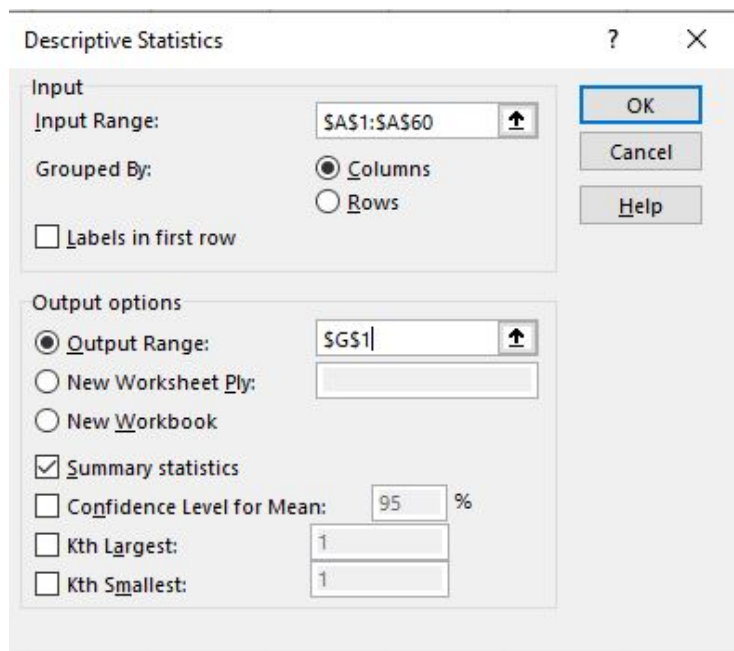 Descriptive Statistics ? ✕
Input
Input Range: $A$1:$A$60
OK
Cancel
Grouped By: Columns
Rows
Help
Labels in first row
Output options
Output Range: $G$1
New Worksheet Ply:
New Workbook
Summary statistics
Confidence Level for Mean: 95 %
Kth Largest: 1
Kth Smallest: 1